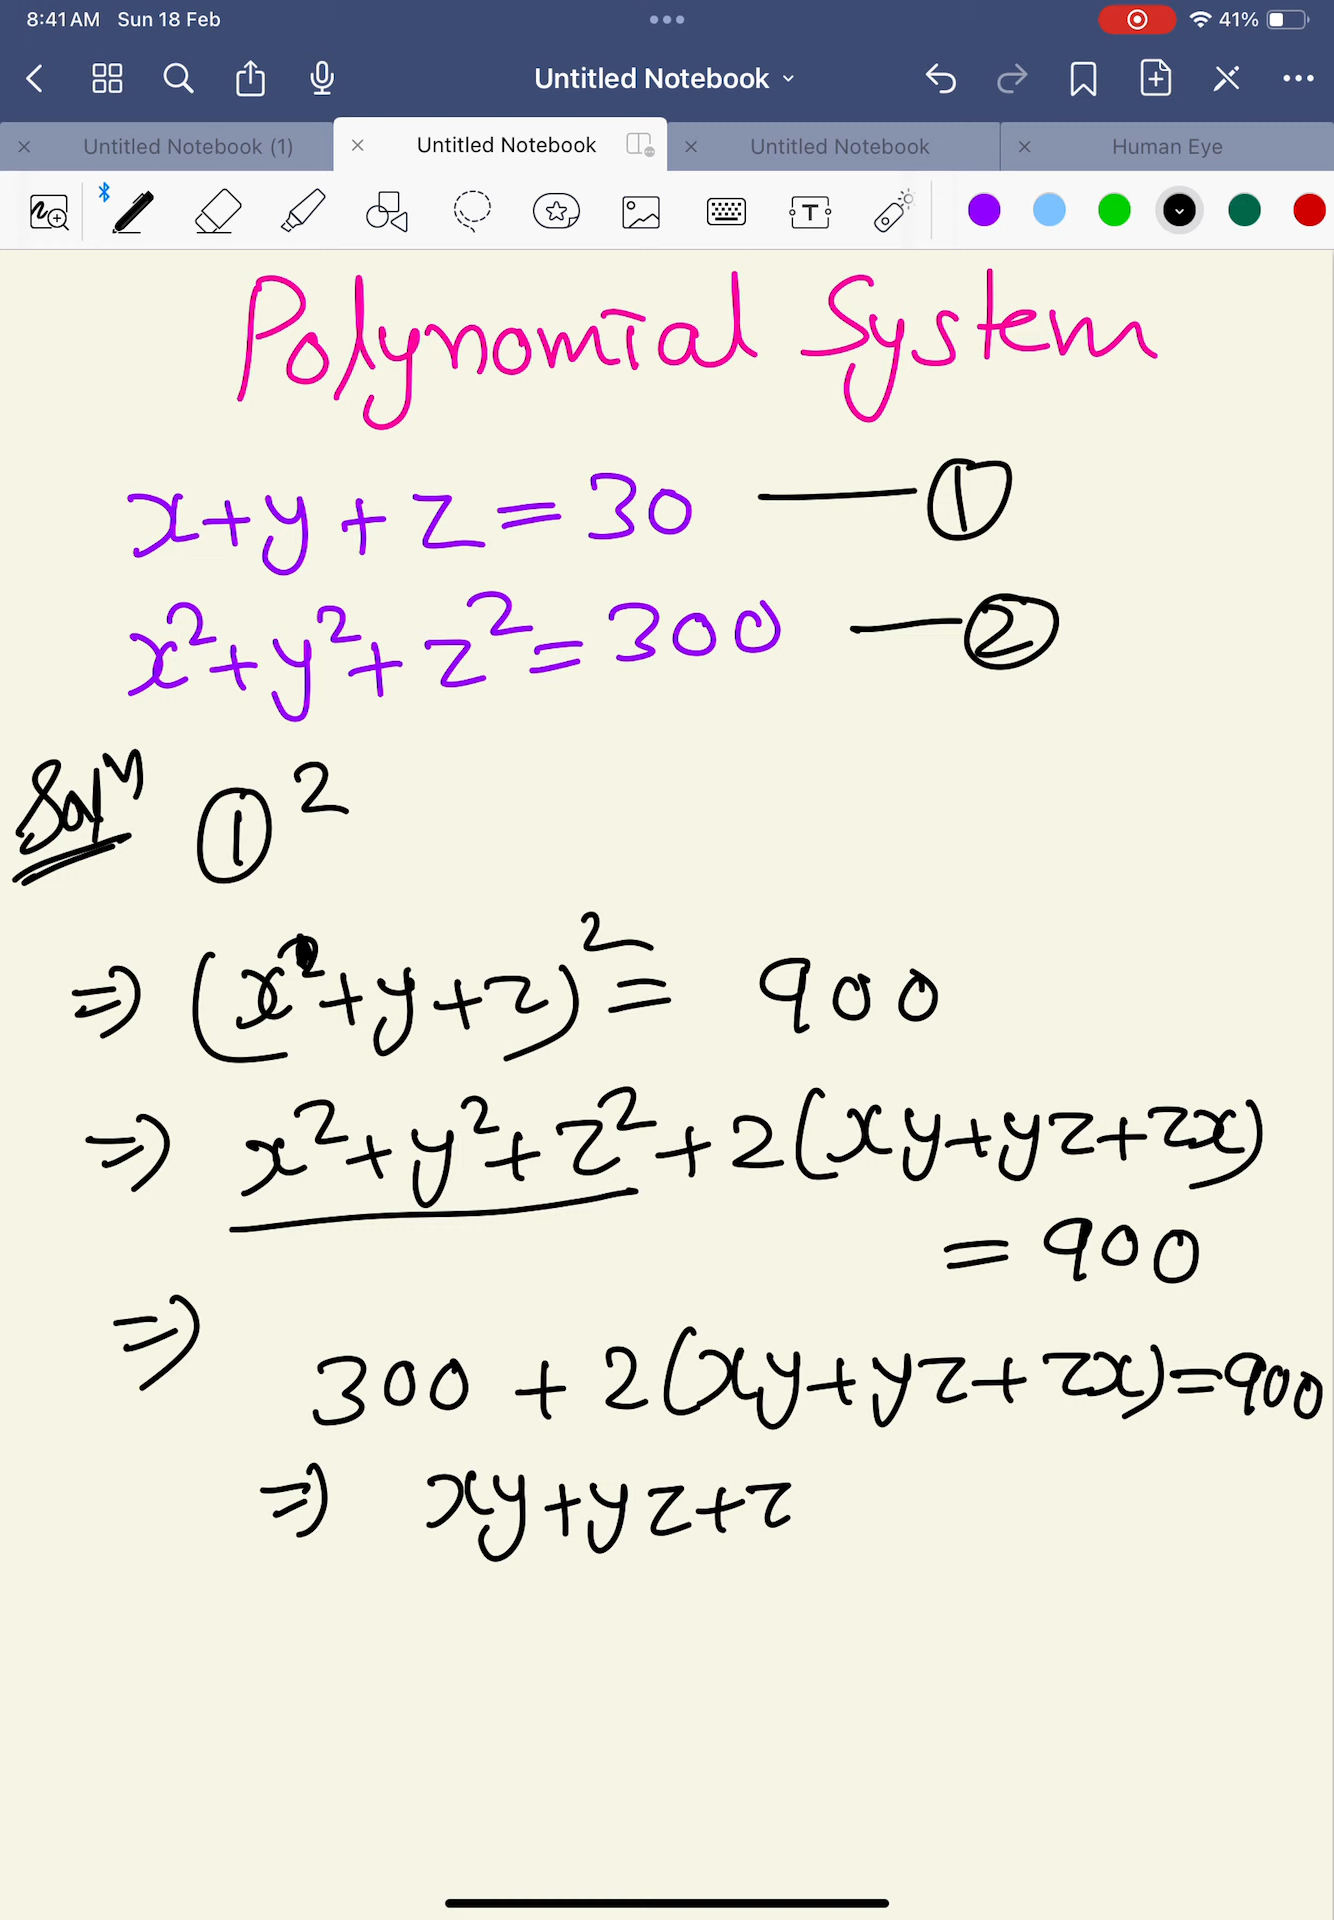 8:41 AM Sun 18 Feb
41%
Untitled Notebook
Untitled Notebook (1)
Untitled Notebook
Untitled Notebook
Human Eye
T
Polynomial System
x+y+z=30 —①
x²+y²+z²=300 —②
Solⁿ ①²
⇒ (x+y+z)² = 900
⇒ x²+y²+z²+2(xy+yz+zx)
= 900
⇒
300 + 2(xy+yz+zx)=900
⇒ xy+yz+z